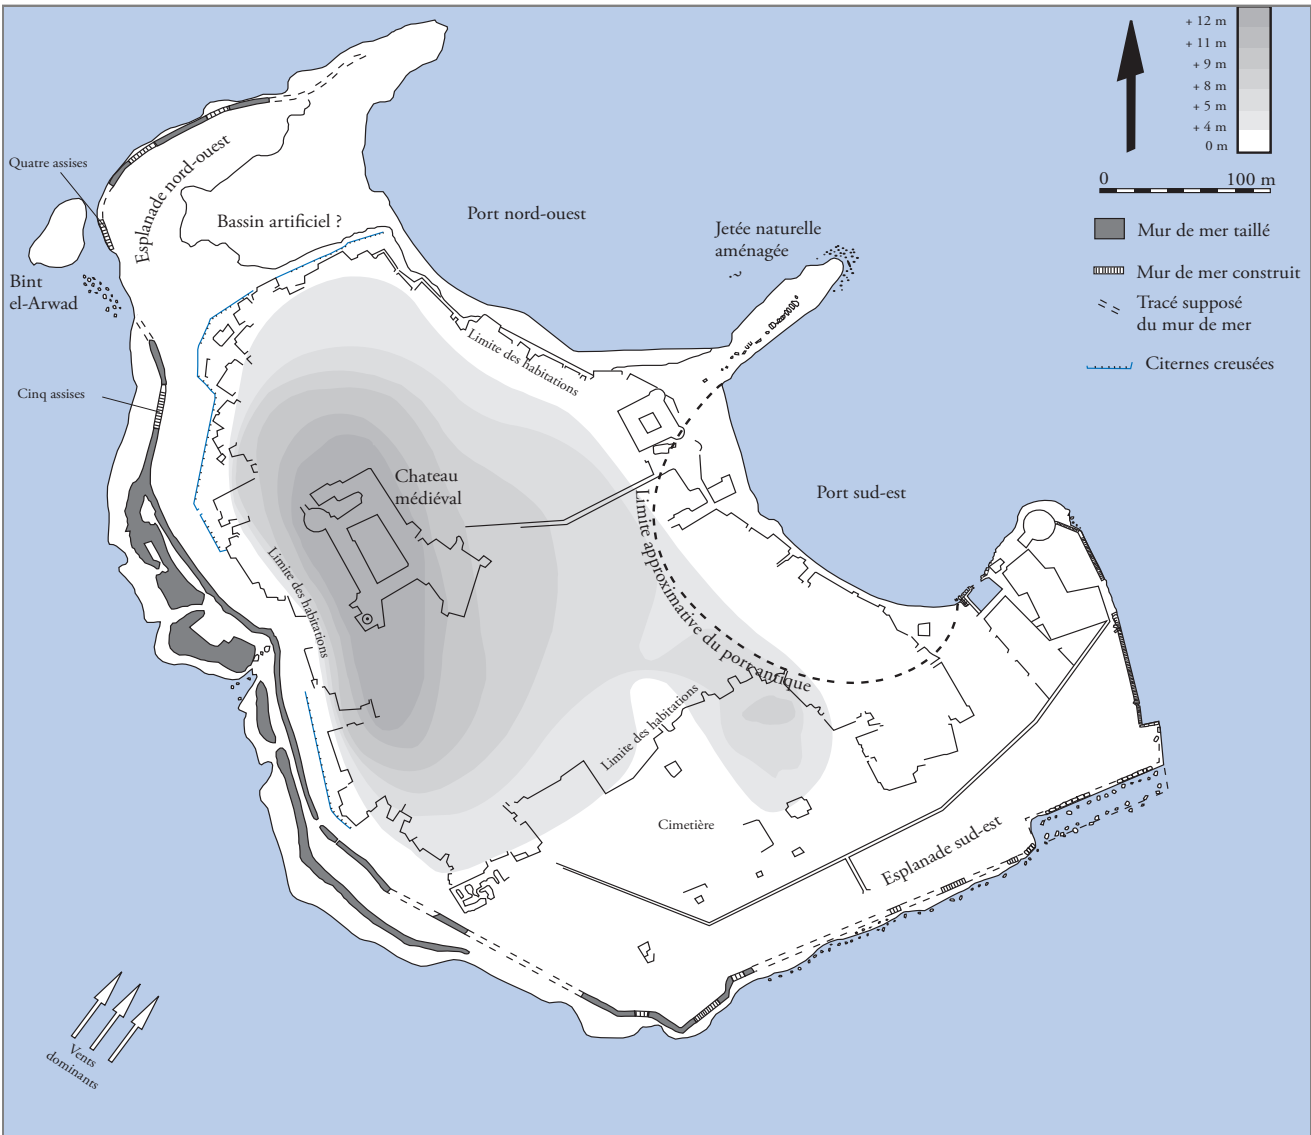 + 12 m
+ 11 m
+ 9 m
+ 8 m
+ 5 m
+ 4 m
0 m
0 100 m
Mur de mer taillé
Mur de mer construit
Tracé supposé
du mur de mer
Citernes creusées
Quatre assises
Esplanade nord-ouest
Bassin artificiel ?
Port nord-ouest
Jetée naturelle
aménagée
Bint
el-Arwad
Limite des habitations
Cinq assises
Chateau
médiéval
Port sud-est
Limite approximative du port antique
Limite des habitations
Limite des habitations
Cimetière
Esplanade sud-est
Vents
dominants